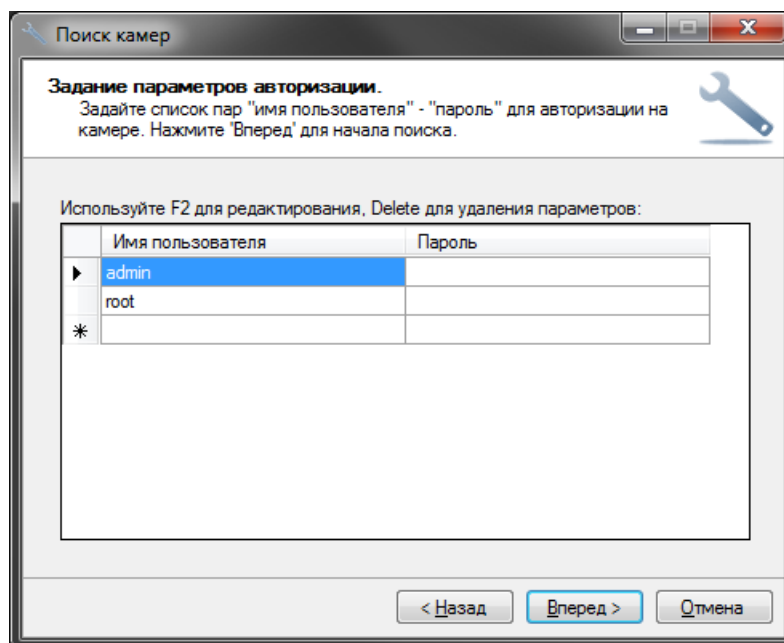 Поиск камер
Задание параметров авторизации.
Задайте список пар "имя пользователя" - "пароль" для авторизации на
камере. Нажмите 'Вперед' для начала поиска.
Используйте F2 для редактирования, Delete для удаления параметров:
Имя пользователя Пароль
admin
root
< Назад Вперед > Отмена